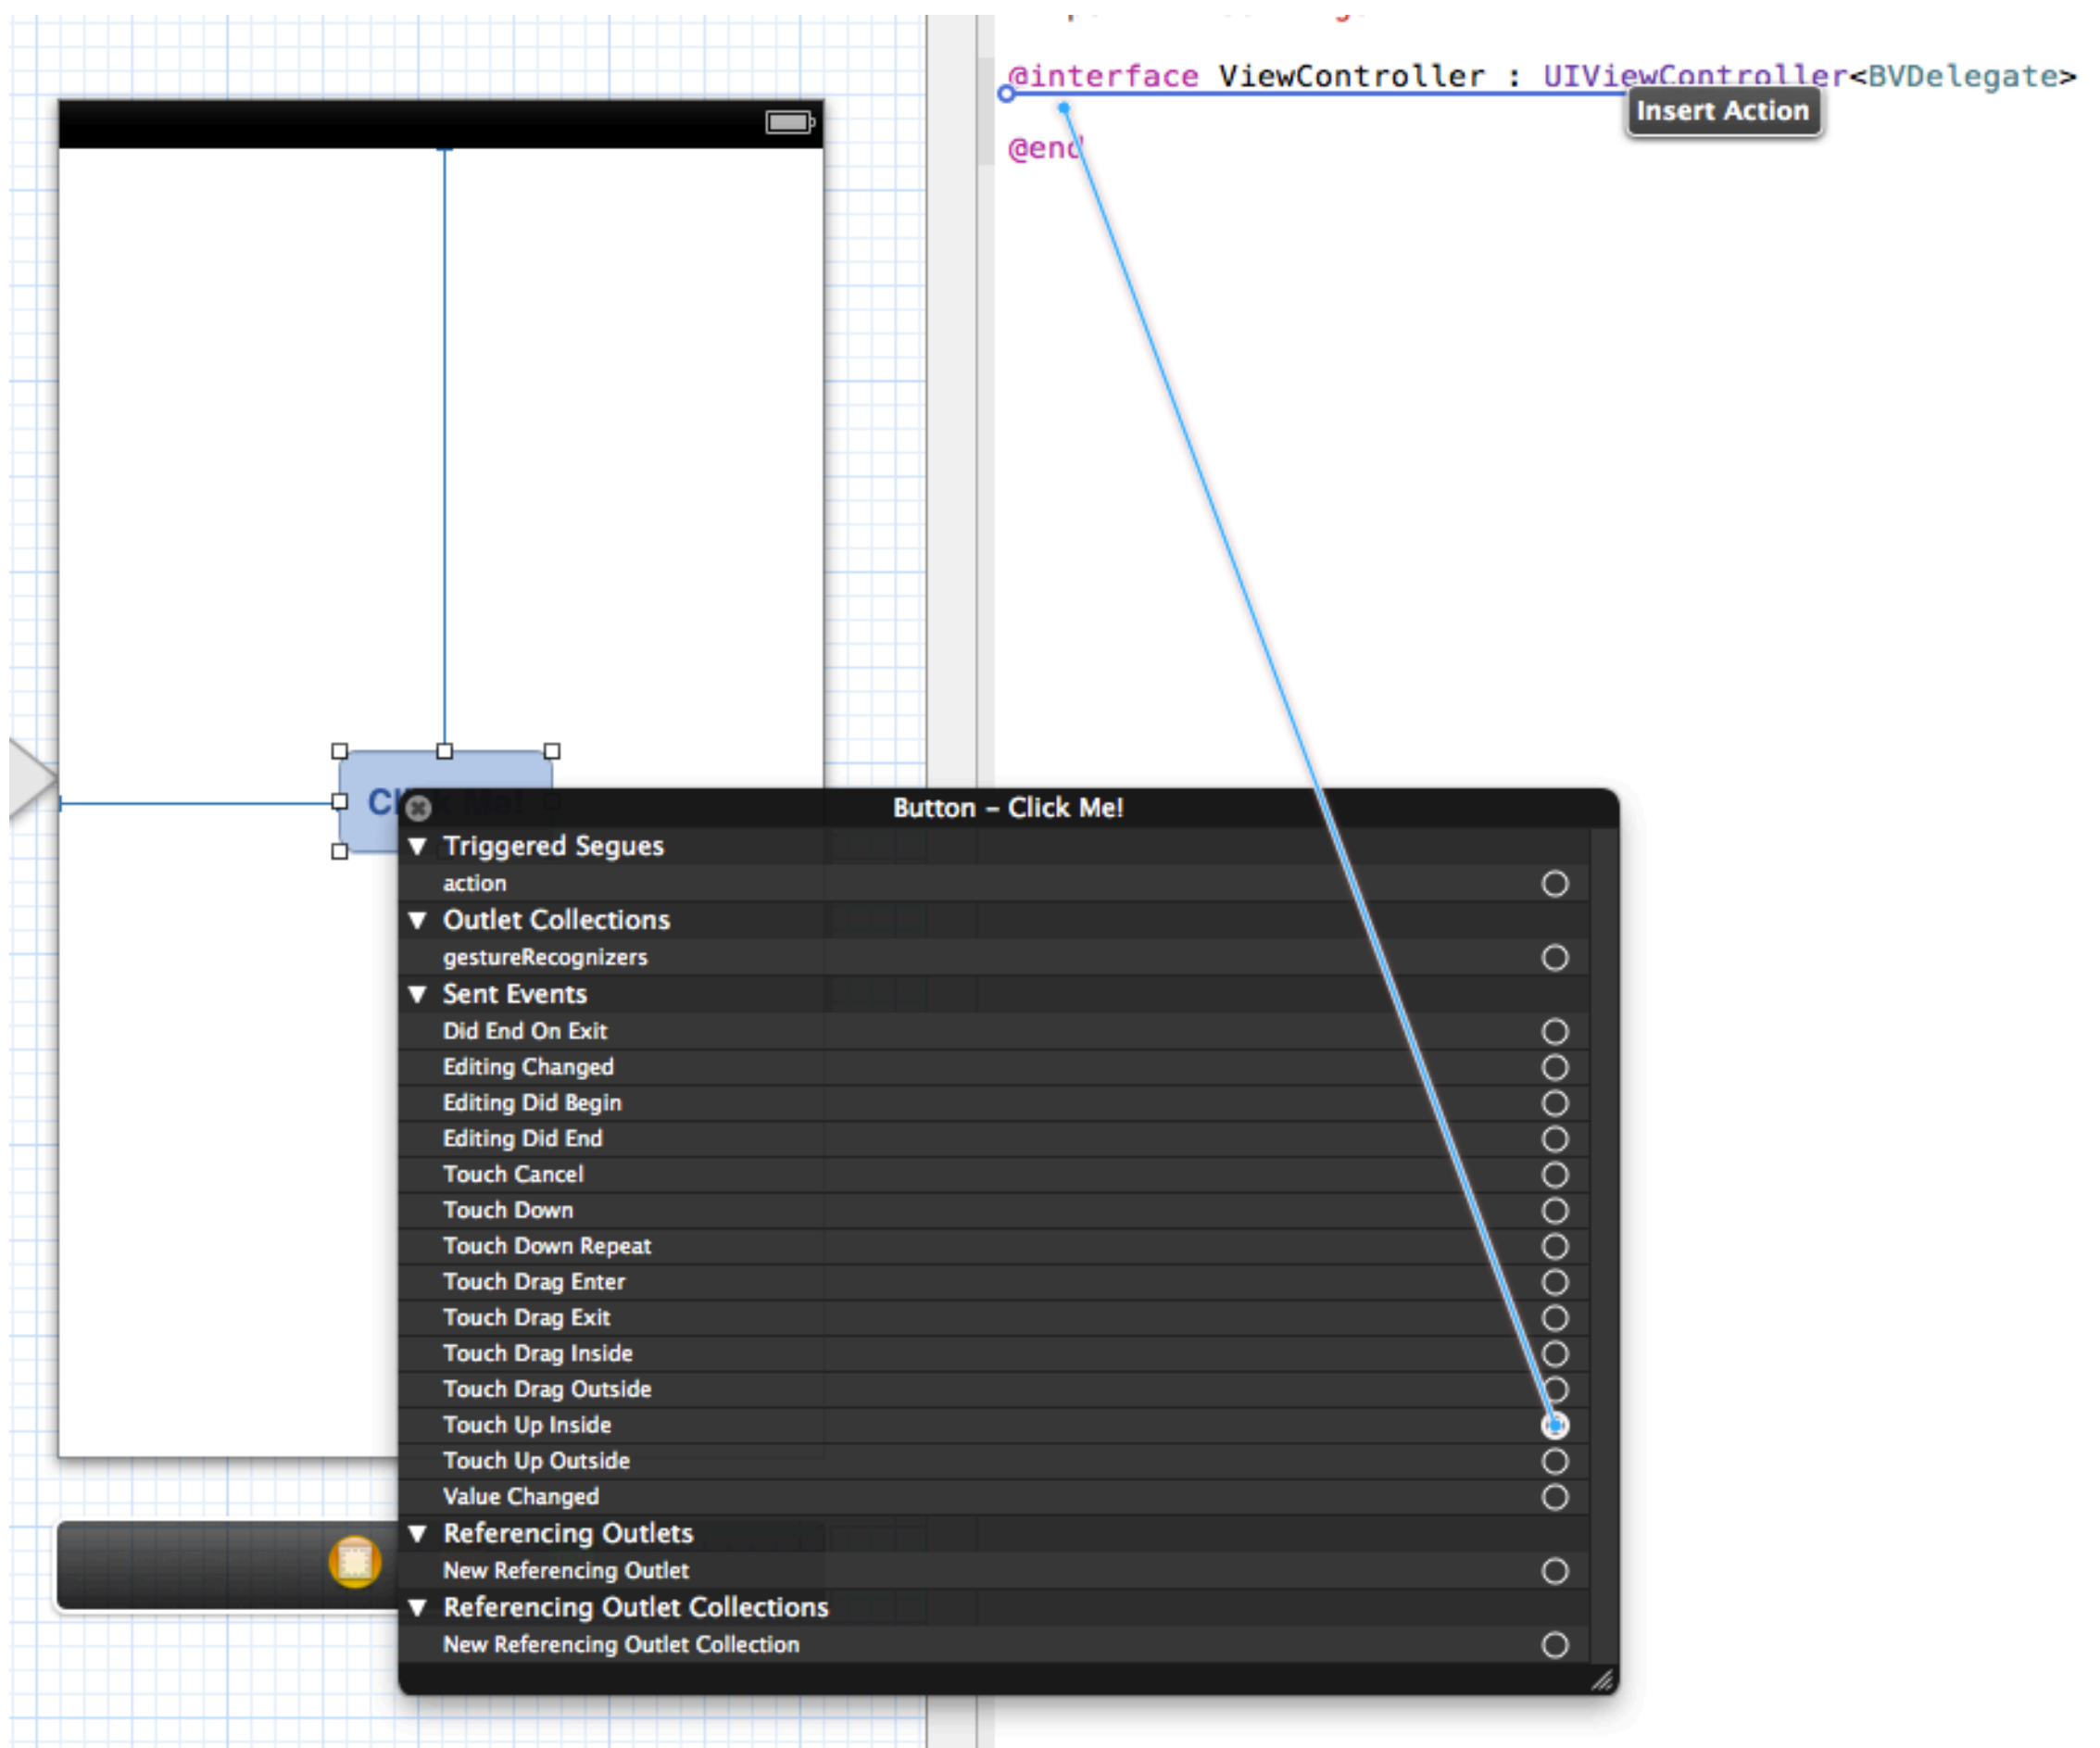 @interface ViewController : UIViewController<BVDelegate>
Insert Action
@end
Button – Click Me!
Triggered Segues
action
Outlet Collections
gestureRecognizers
Sent Events
Did End On Exit
Editing Changed
Editing Did Begin
Editing Did End
Touch Cancel
Touch Down
Touch Down Repeat
Touch Drag Enter
Touch Drag Exit
Touch Drag Inside
Touch Drag Outside
Touch Up Inside
Touch Up Outside
Value Changed
Referencing Outlets
New Referencing Outlet
Referencing Outlet Collections
New Referencing Outlet Collection